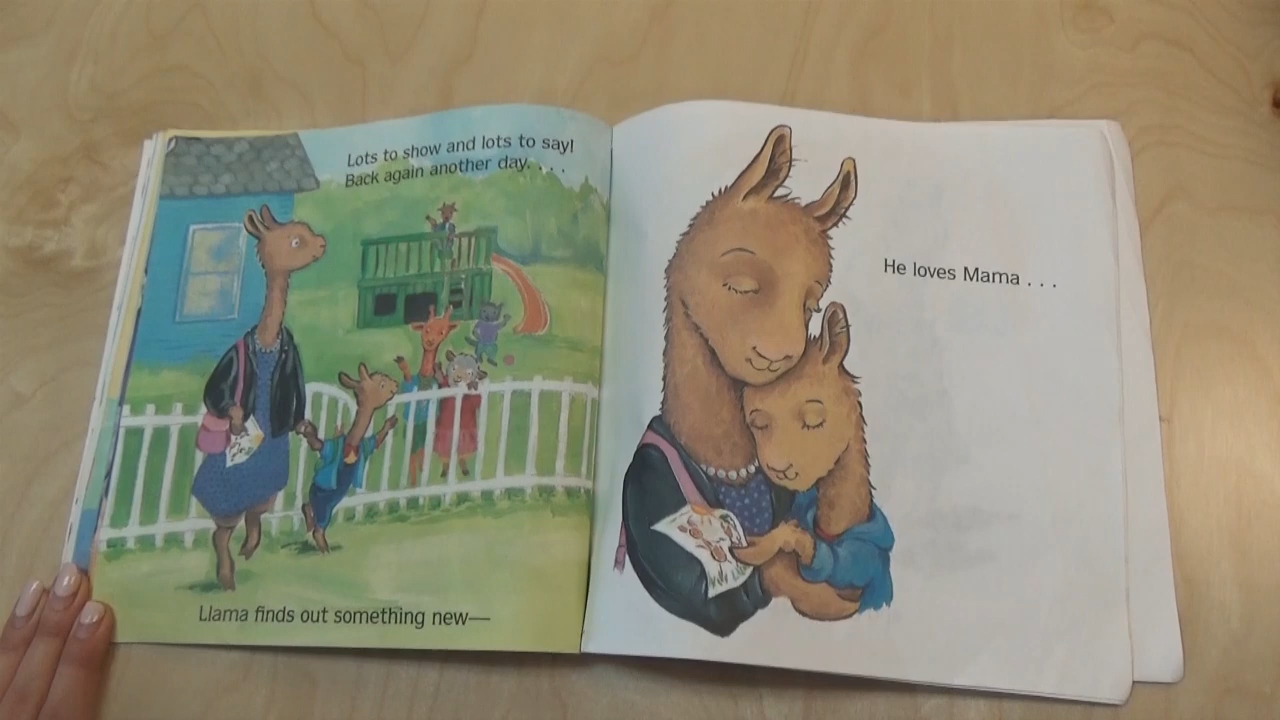 Lots to show and lots to say!
Back again another day. . . .
Llama finds out something new—
He loves Mama . . .